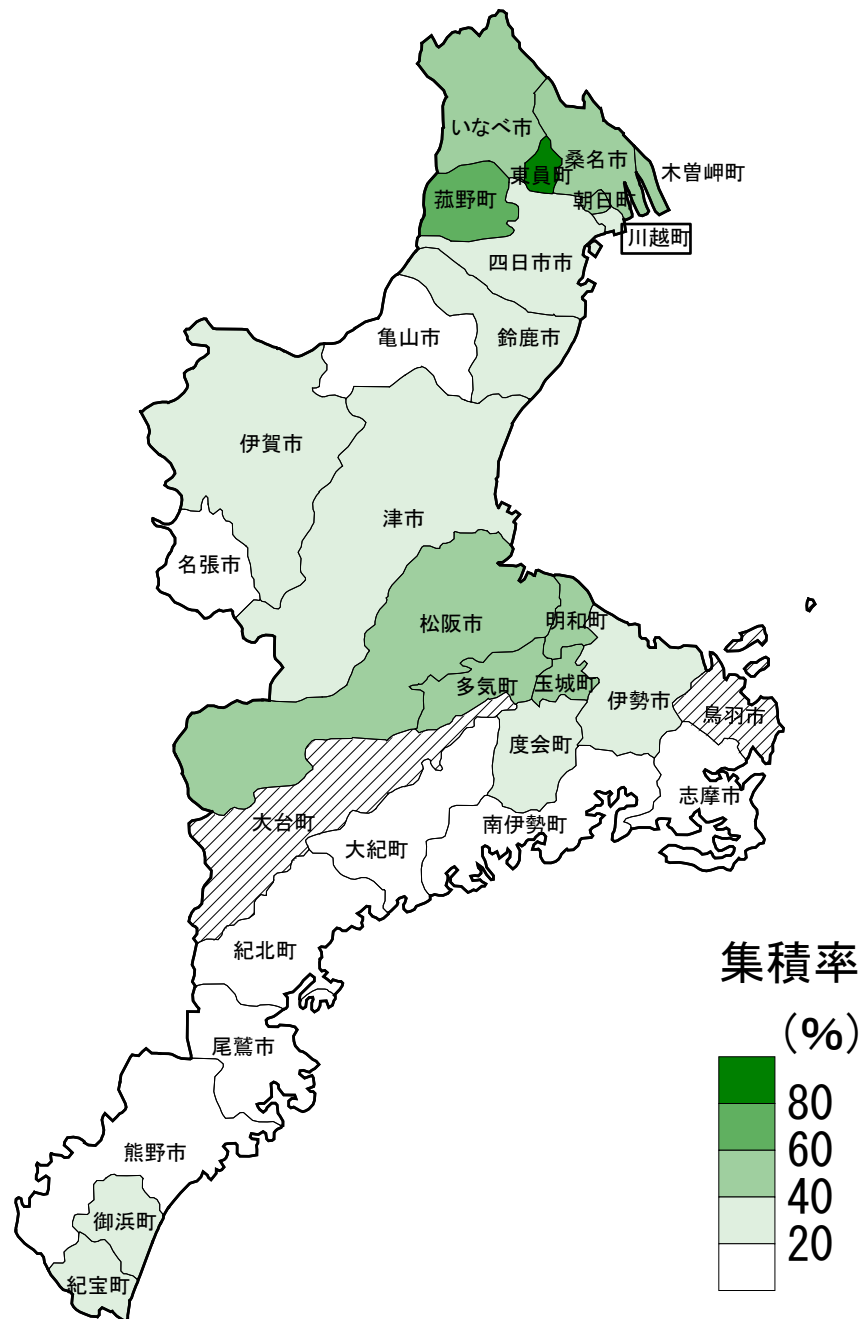 いなべ市
桑名市
東員町
木曽岬町
菰野町
朝日町
川越町
四日市市
亀山市
鈴鹿市
伊賀市
津市
名張市
松阪市
明和町
多気町
玉城町
伊勢市
鳥羽市
度会町
志摩市
大台町
南伊勢町
大紀町
紀北町
尾鷲市
熊野市
御浜町
紀宝町
集積率
(%)
80
60
40
20